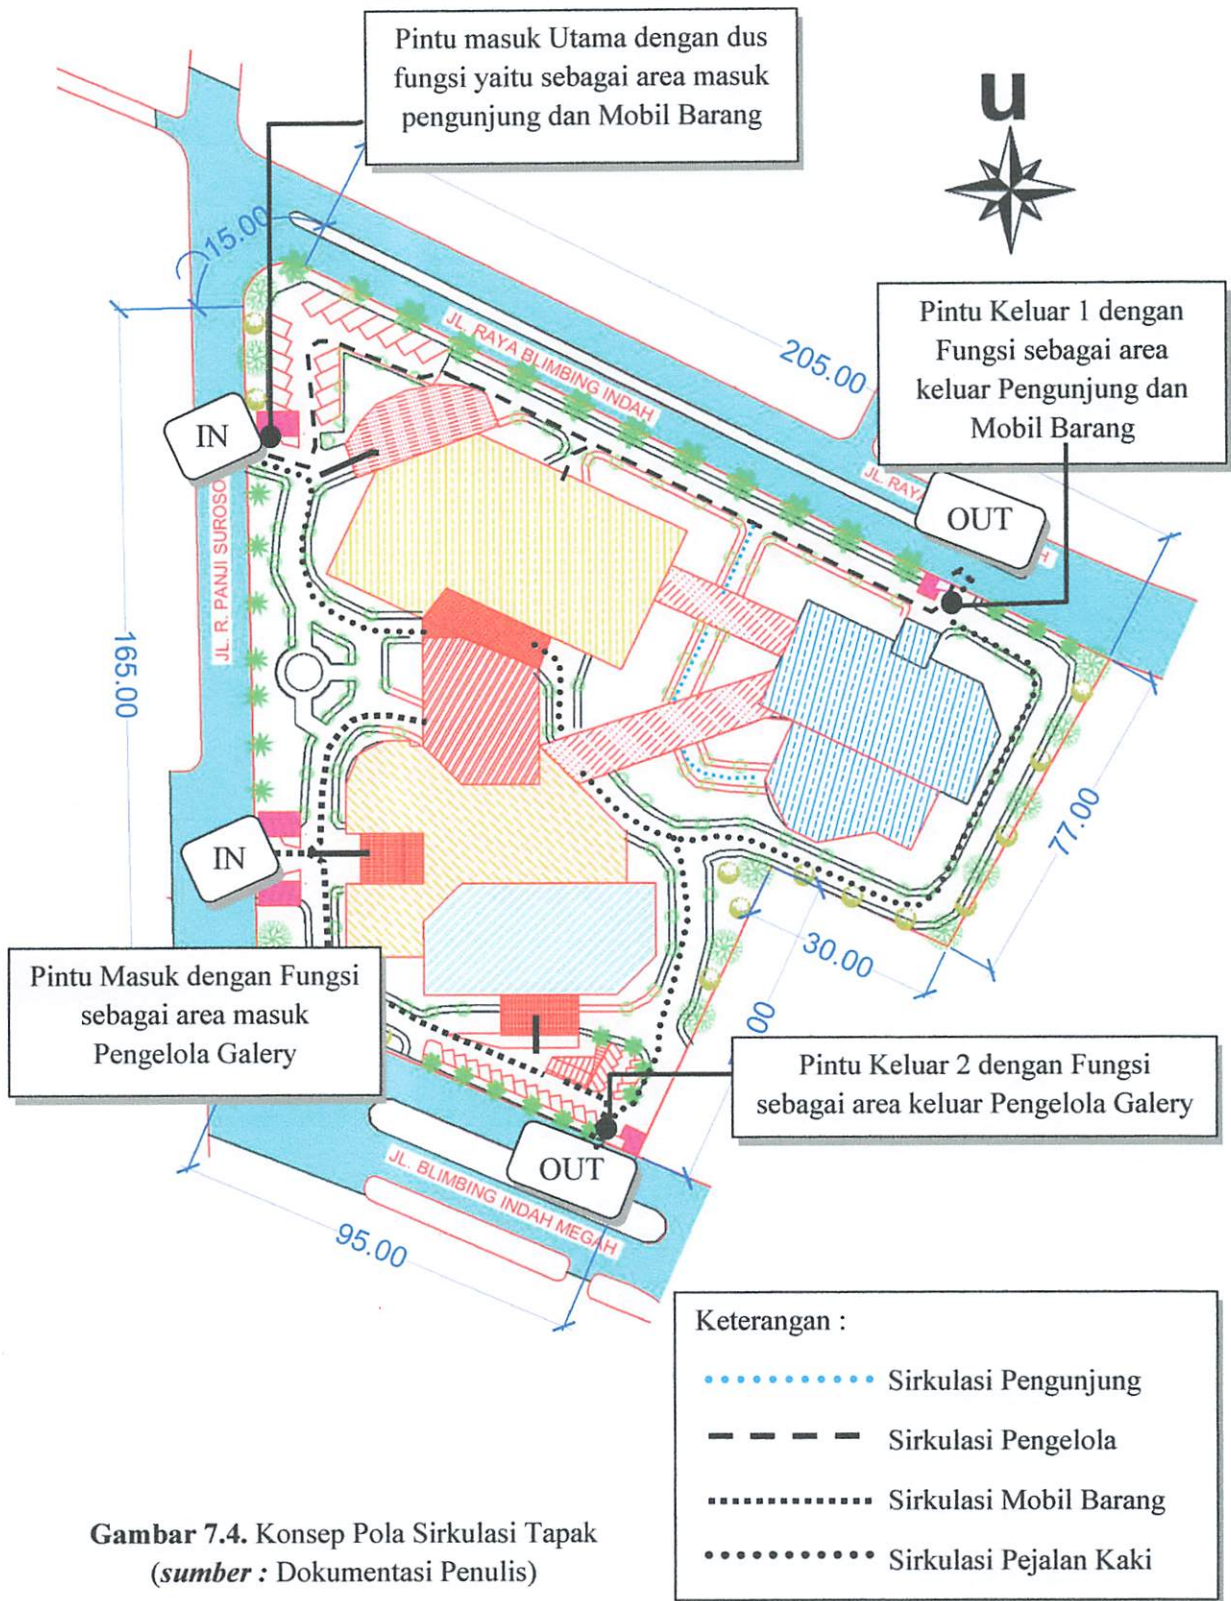 Pintu masuk Utama dengan dus
fungsi yaitu sebagai area masuk
pengunjung dan Mobil Barang
u
15.00
JL. RAYA BLIMBING INDAH
205.00
Pintu Keluar 1 dengan
Fungsi sebagai area
keluar Pengunjung dan
Mobil Barang
IN
JL. RAYA
H
OUT
JL. R. PANJI SUROSO
165.00
77.00
IN
30.00
Pintu Masuk dengan Fungsi
sebagai area masuk
Pengelola Galery
00
Pintu Keluar 2 dengan Fungsi
sebagai area keluar Pengelola Galery
OUT
JL. BLIMBING INDAH MEGAH
95.00
Keterangan :
Sirkulasi Pengunjung
Sirkulasi Pengelola
Sirkulasi Mobil Barang
Sirkulasi Pejalan Kaki
Gambar 7.4. Konsep Pola Sirkulasi Tapak
(sumber : Dokumentasi Penulis)